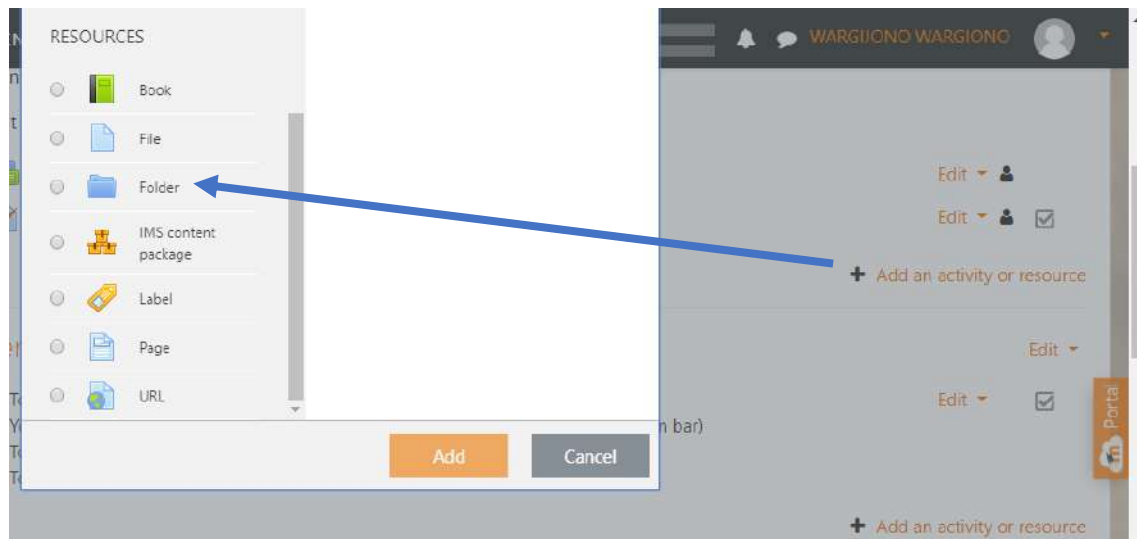 RESOURCES
WARGIJONO WARGIONO
Book
File
Folder
Edit
IMS content
package
Edit
Add an activity or resource
Label
Page
Edit
URL
Edit
n bar)
Portal
Add
Cancel
Add an activity or resource